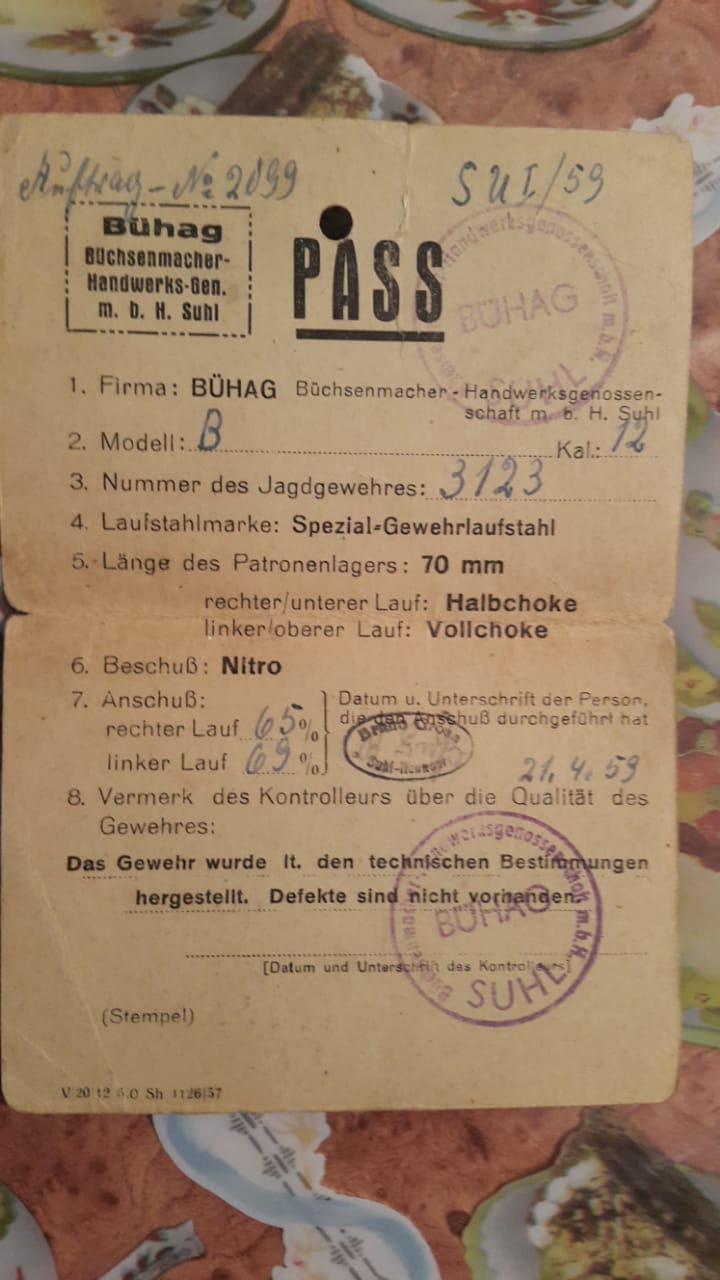 Auftrag - № 2099
SUI/59
Bühag
Büchsenmacher-
Handwerks-Gen.
m. b. H. Suhl
PASS
Handwerksgenossenschaft m.b.H.
BÜHAG
SUHL
1. Firma: BÜHAG Büchsenmacher-Handwerksgenossen-
schaft m. b. H. Suhl
2. Modell: B Kal.: 12
3. Nummer des Jagdgewehres: 3123
4. Laufstahlmarke: Spezial-Gewehrlaufstahl
5. Länge des Patronenlagers: 70 mm
rechter/unterer Lauf: Halbchoke
linker/oberer Lauf: Vollchoke
6. Beschuß: Nitro
7. Anschuß:
rechter Lauf 65%
linker Lauf 69%
Datum u. Unterschrift der Person,
die den Anschuß durchgeführt hat
21. 4. 59
8. Vermerk des Kontrolleurs über die Qualität des
Gewehres:
Das Gewehr wurde lt. den technischen Bestimmungen
hergestellt. Defekte sind nicht vorhanden.
Büchsenmacher-Handwerksgenossenschaft m.b.H.
BÜHAG
SUHL
[Datum und Unterschrift des Kontrolleurs]
(Stempel)
Sh 1126/57